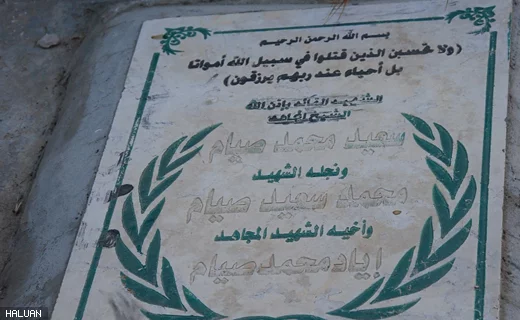 بسم الله الرحمن الرحيم
(ولا تحسبن الذين قتلوا في سبيل الله أمواتا
بل أحياء عند ربهم يرزقون)
الشهيد القائد بإذن الله
الشيخ المجاهد
سعيد محمد صيام
ونجله الشهيد
محمد سعيد صيام
وأخيه الشهيد المجاهد
إياد محمد صيام
HALUAN